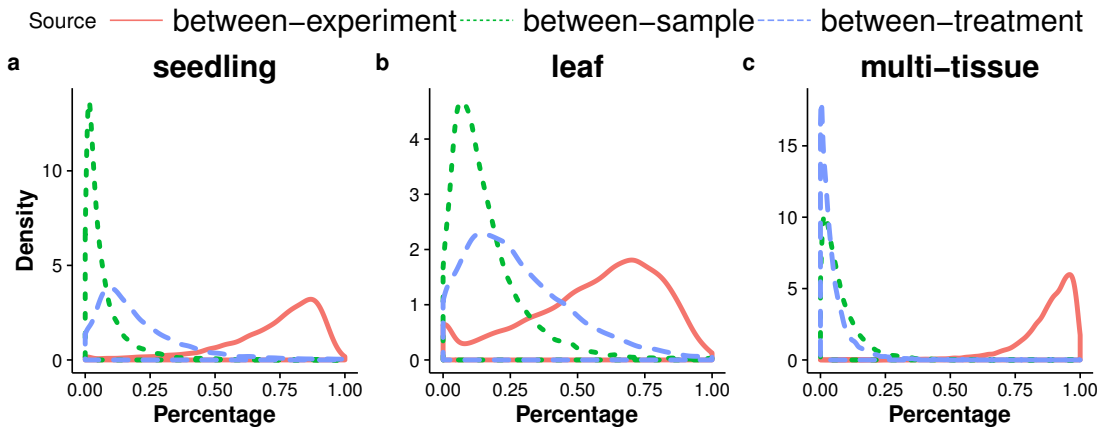 Source between−experiment between−sample between−treatment
a seedling b leaf c multi−tissue
Density
10
5
0
4
3
2
1
0
15
10
5
0
0.00 0.25 0.50 0.75 1.00 0.00 0.25 0.50 0.75 1.00 0.00 0.25 0.50 0.75 1.00
Percentage Percentage Percentage